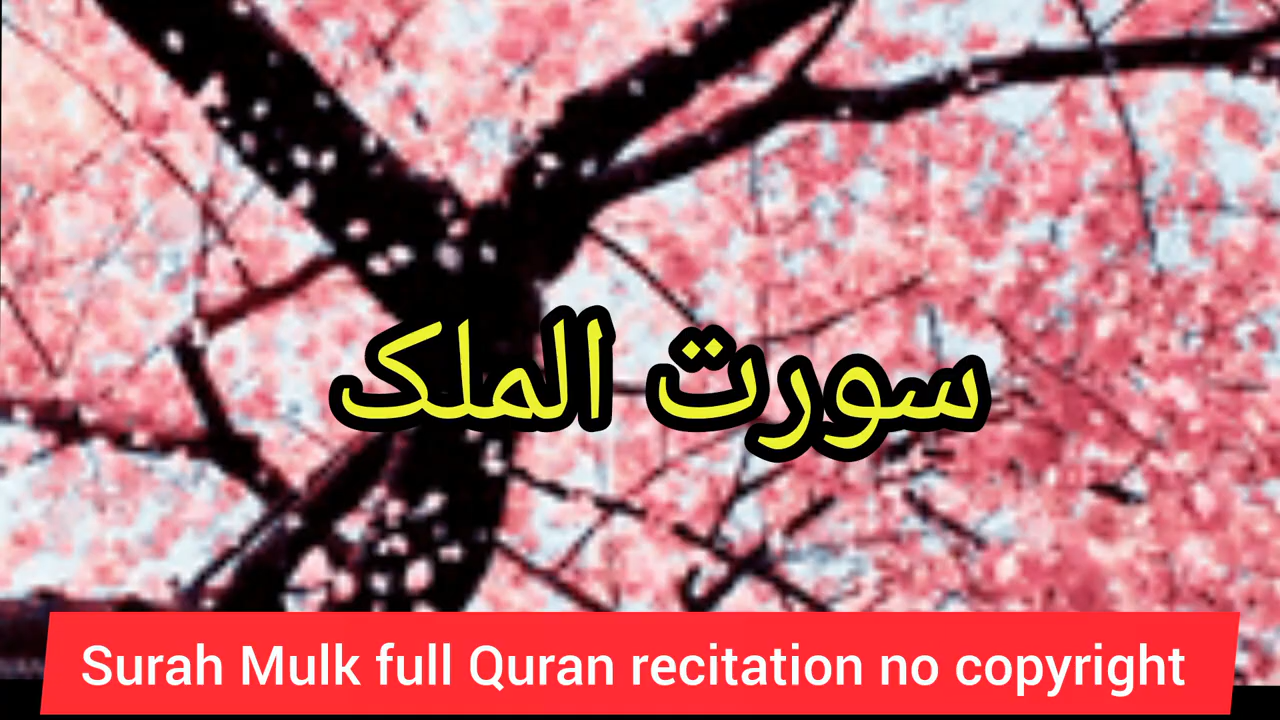 سورت الملک
Surah Mulk full Quran recitation no copyright